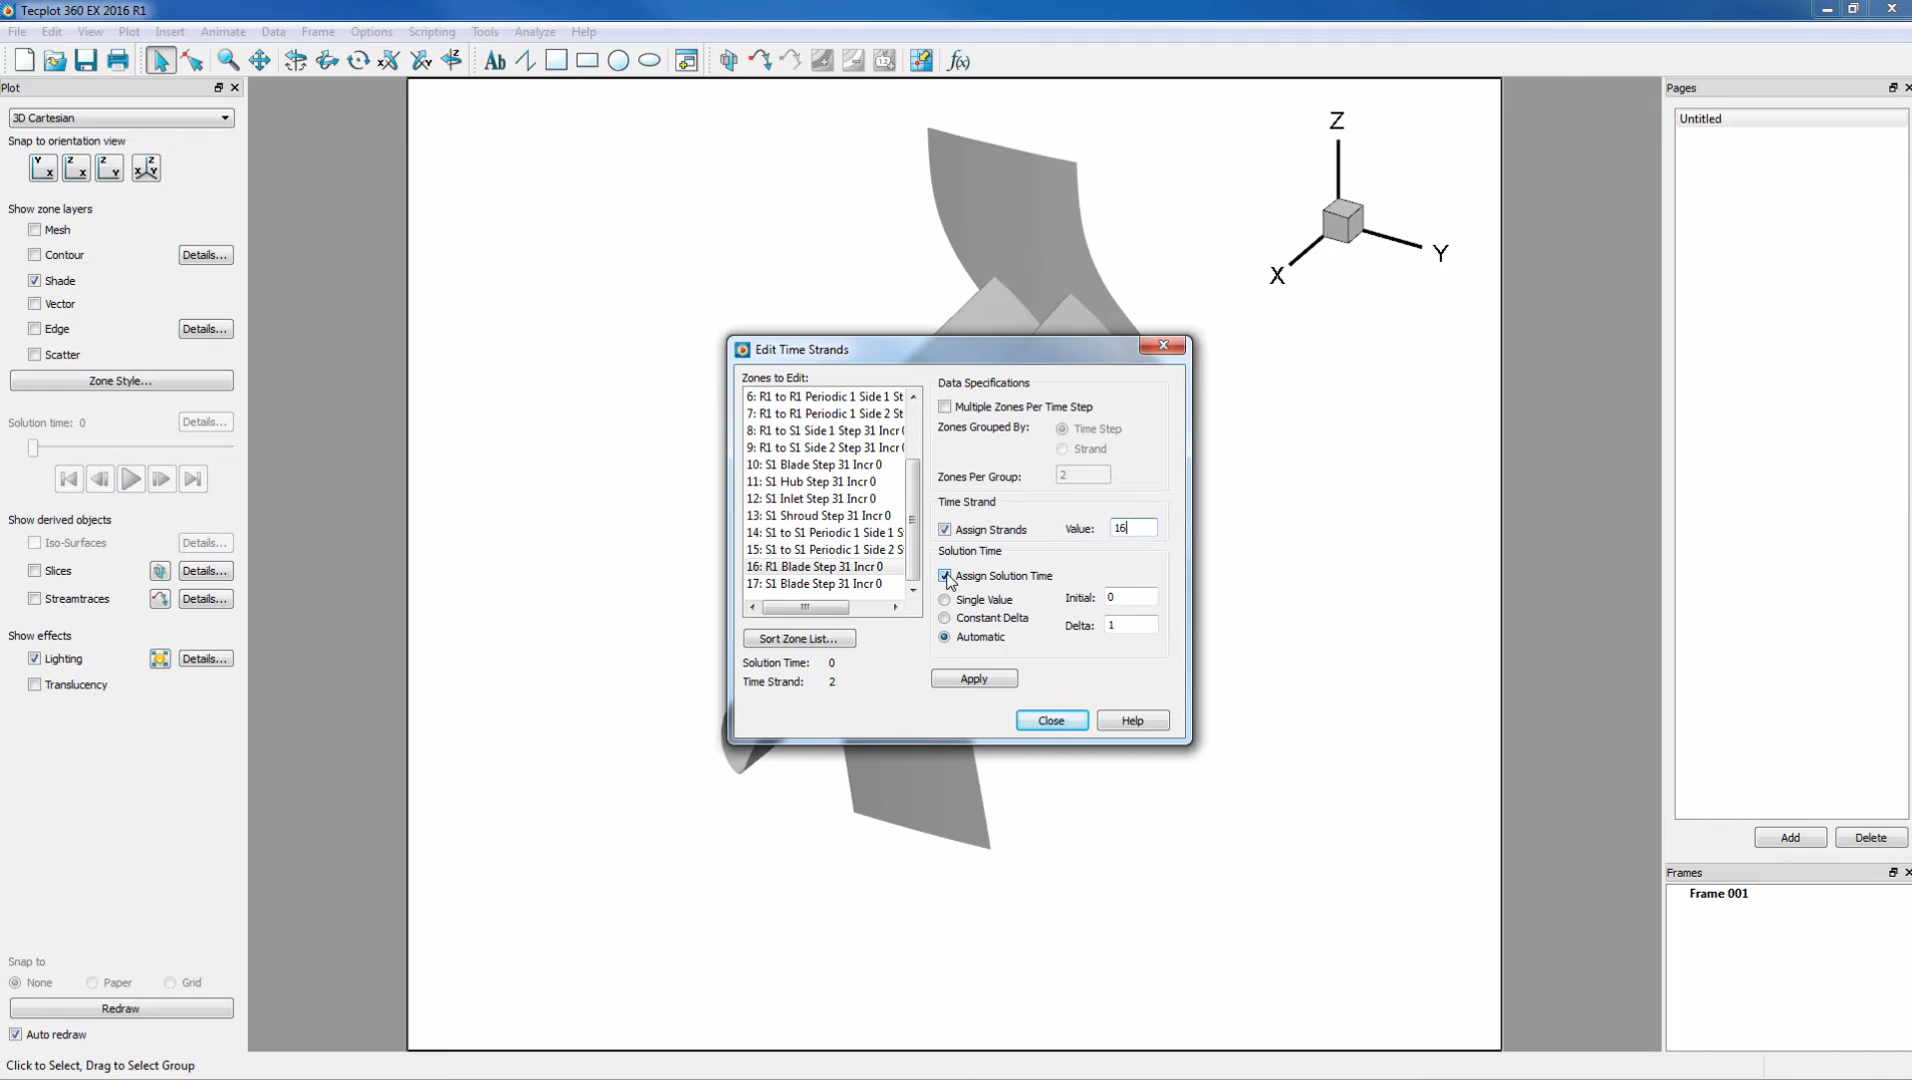 Tecplot 360 EX 2016 R1
File Edit View Plot Insert Animate Data Frame Options Scripting Tools Analyze Help
Plot
3D Cartesian
Snap to orientation view
Show zone layers
Mesh
Contour Details...
Shade
Vector
Edge Details...
Scatter
Zone Style...
Solution time: 0 Details...
Show derived objects
Iso-Surfaces Details...
Slices Details...
Streamtraces Details...
Show effects
Lighting Details...
Translucency
Snap to
None Paper Grid
Redraw
Auto redraw
Click to Select, Drag to Select Group
Z
Y
X
Edit Time Strands
Zones to Edit:
6: R1 to R1 Periodic 1 Side 1 St
7: R1 to R1 Periodic 1 Side 2 St
8: R1 to S1 Side 1 Step 31 Incr 0
9: R1 to S1 Side 2 Step 31 Incr 0
10: S1 Blade Step 31 Incr 0
11: S1 Hub Step 31 Incr 0
12: S1 Inlet Step 31 Incr 0
13: S1 Shroud Step 31 Incr 0
14: S1 to S1 Periodic 1 Side 1 S
15: S1 to S1 Periodic 1 Side 2 S
16: R1 Blade Step 31 Incr 0
17: S1 Blade Step 31 Incr 0
Sort Zone List...
Solution Time: 0
Time Strand: 2
Data Specifications
Multiple Zones Per Time Step
Zones Grouped By: Time Step
Strand
Zones Per Group: 2
Time Strand
Assign Strands Value: 16
Solution Time
Assign Solution Time
Single Value Initial: 0
Constant Delta
Delta: 1
Automatic
Apply
Close Help
Pages
Untitled
Add Delete
Frames
Frame 001